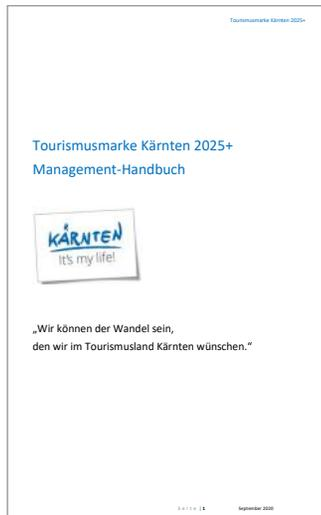 Tourismusmarke Kärnten 2025+
Tourismusmarke Kärnten 2025+
Management-Handbuch
KÄRNTEN
It's my life!
„Wir können der Wandel sein,
den wir im Tourismusland Kärnten wünschen.“
Seite | 1 September 2020